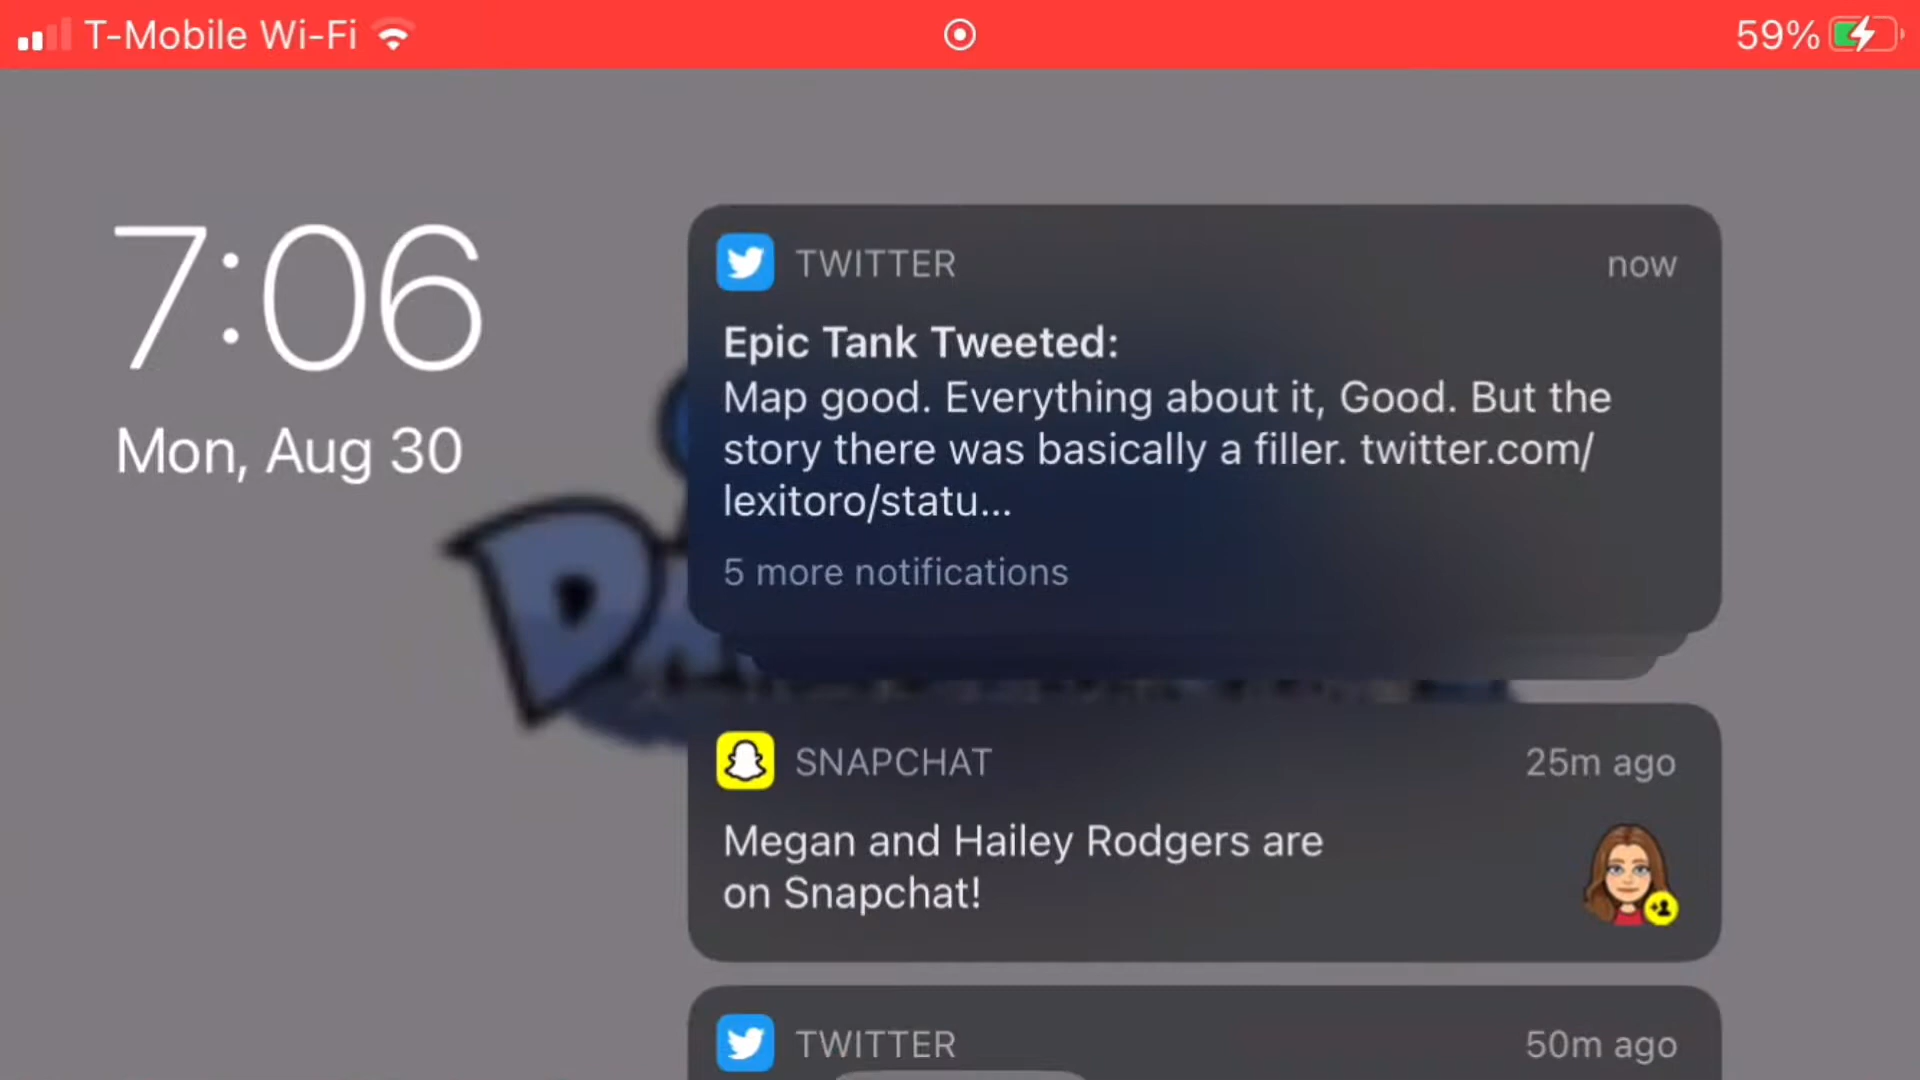 T-Mobile Wi-Fi
59%
7:06
Mon, Aug 30
TWITTER
now
Epic Tank Tweeted:
Map good. Everything about it, Good. But the
story there was basically a filler. twitter.com/
lexitoro/statu...
5 more notifications
SNAPCHAT
25m ago
Megan and Hailey Rodgers are
on Snapchat!
TWITTER
50m ago